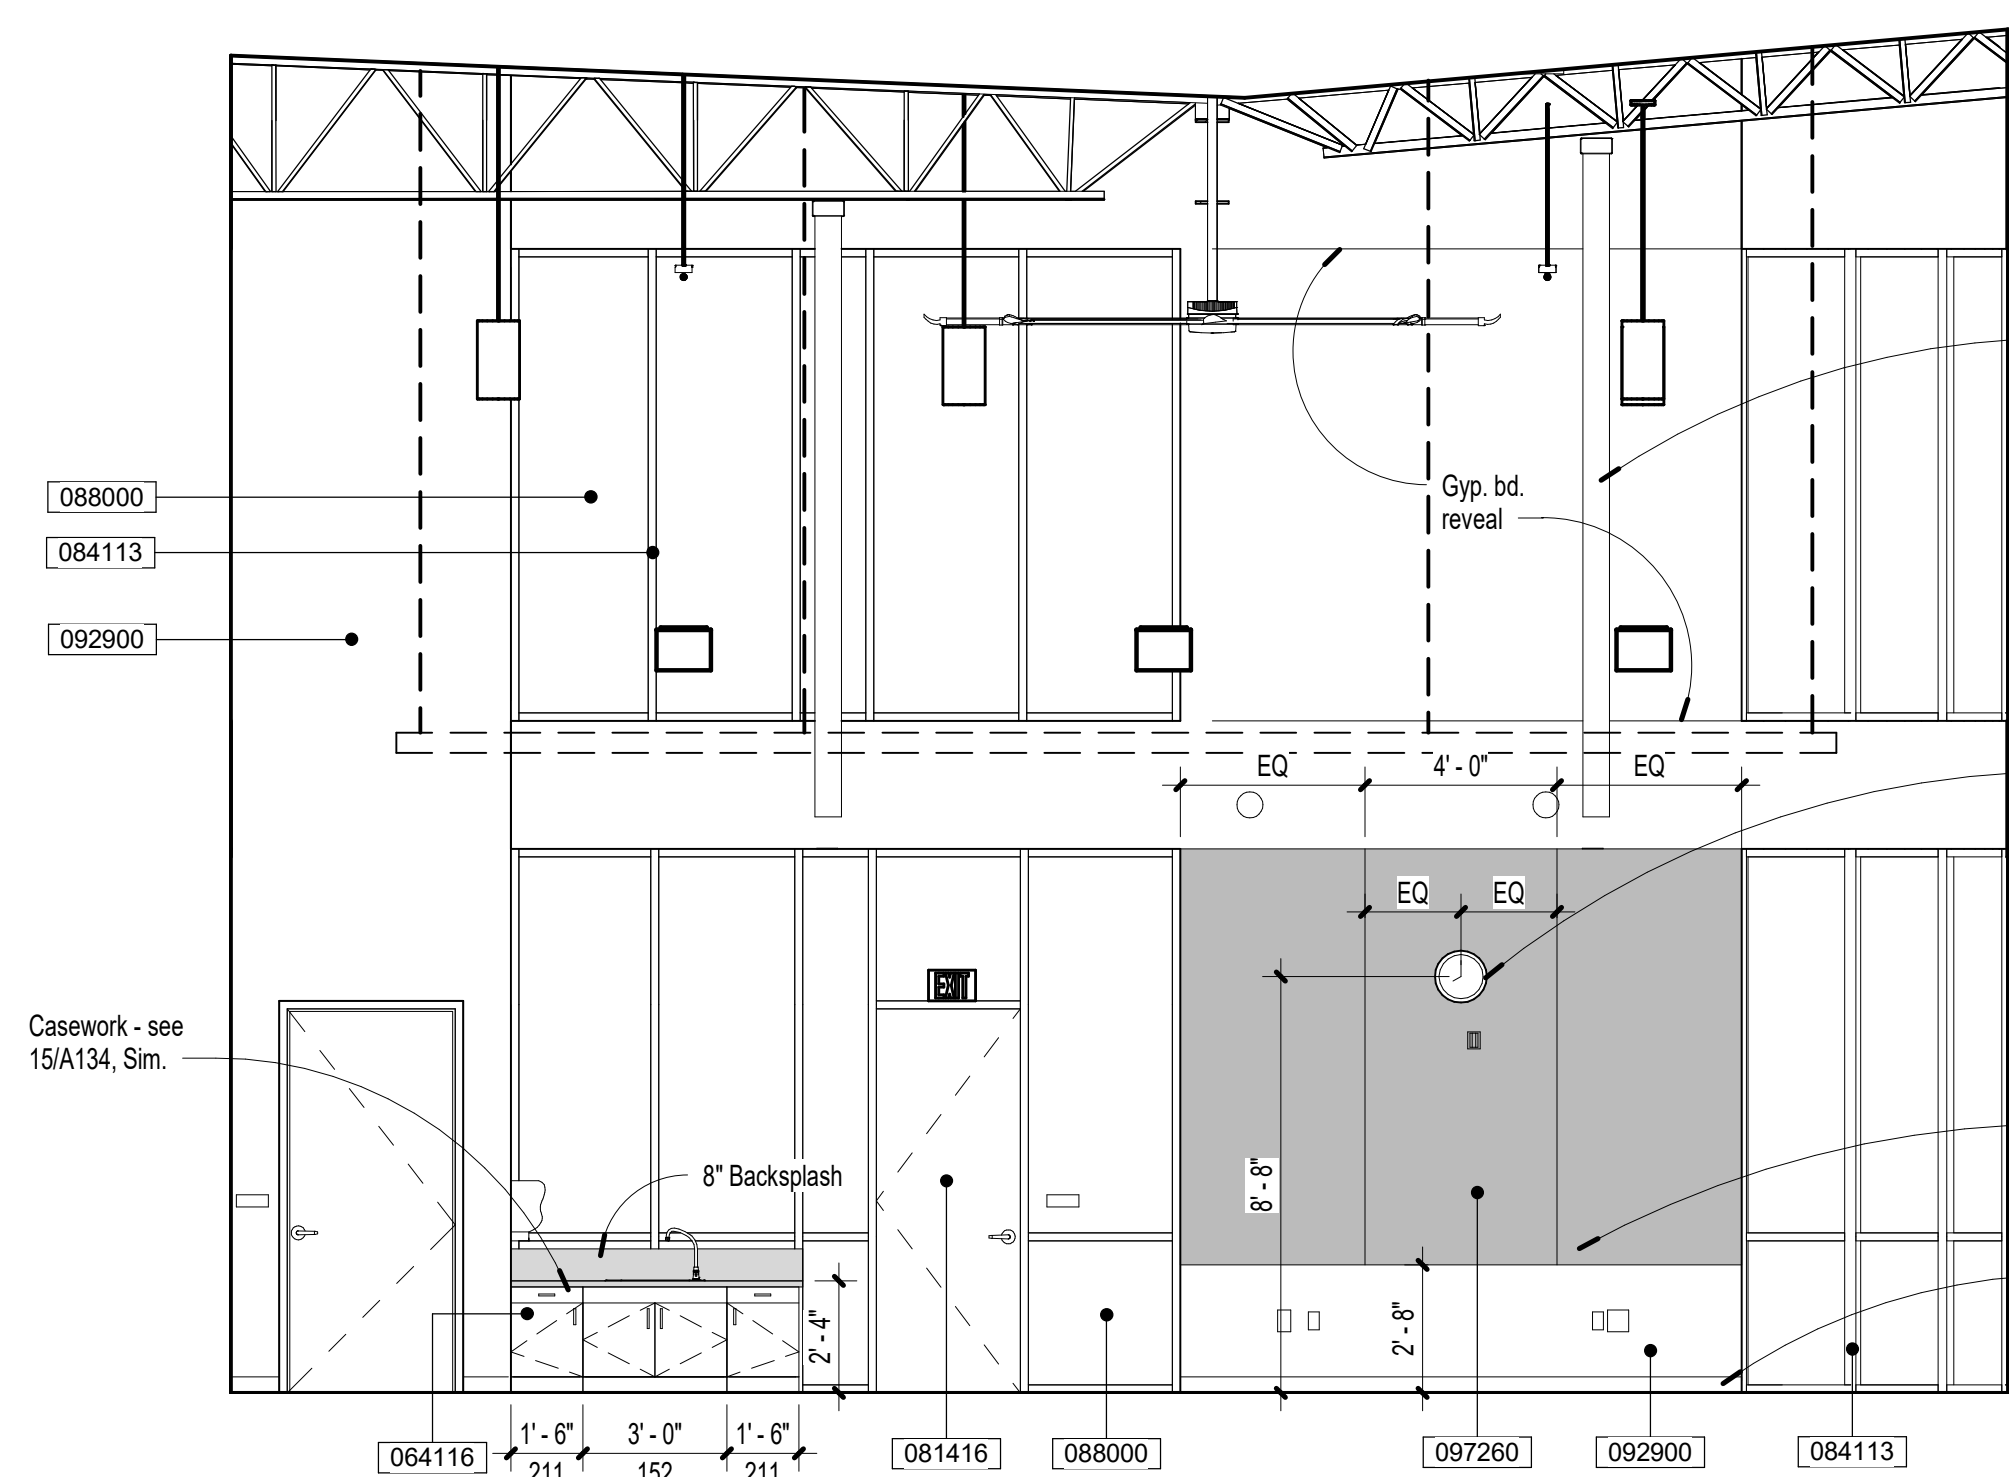 088000
084113
092900
Gyp. bd.
reveal
EQ
4' - 0"
EQ
EQ
EQ
EXIT
Casework - see
15/A134, Sim.
8" Backsplash
8' - 8"
2' - 4"
2' - 8"
1' - 6"
3' - 0"
1' - 6"
064116
081416
088000
097260
092900
084113
211
152
211